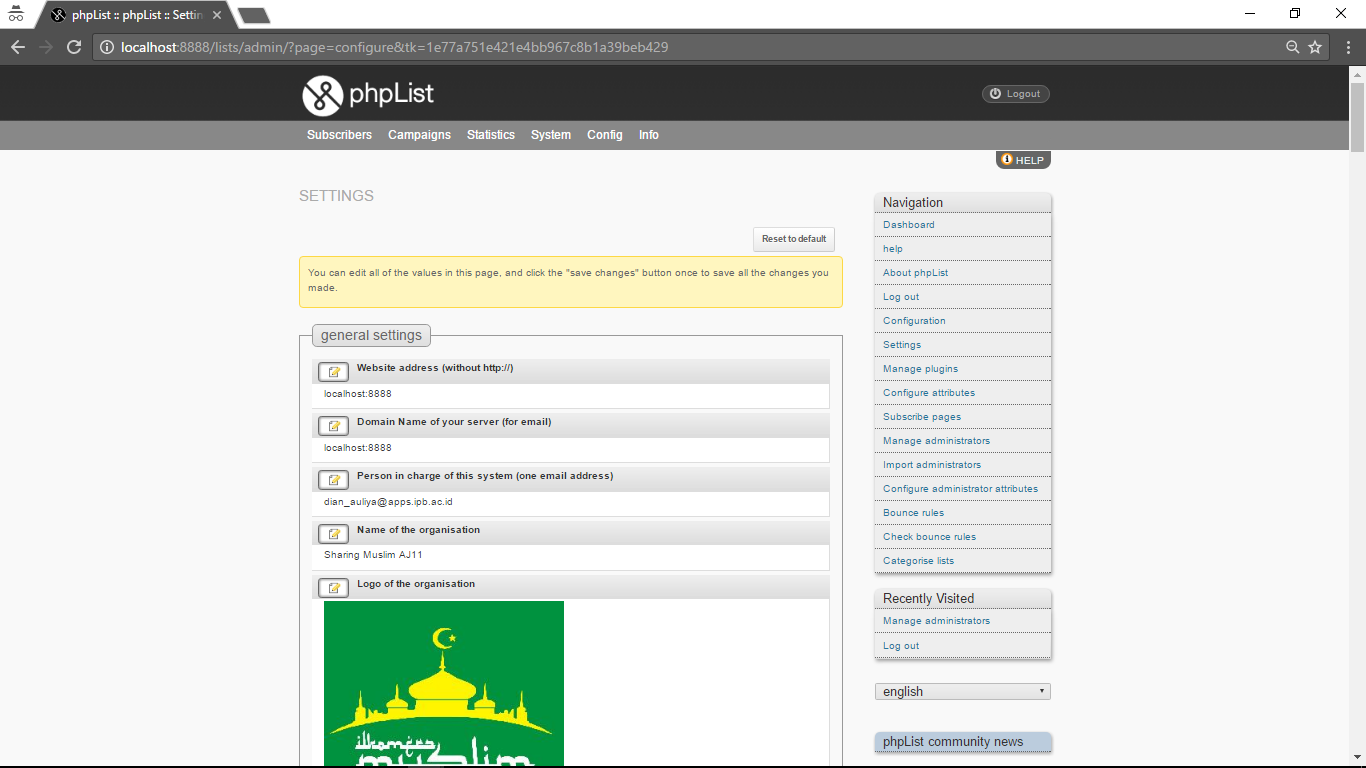 phpList :: phpList :: Settin
localhost:8888/lists/admin/?page=configure&tk=1e77a751e421e4bb967c8b1a39beb429
phpList
Logout
Subscribers Campaigns Statistics System Config Info
HELP
SETTINGS
Reset to default
You can edit all of the values in this page, and click the "save changes" button once to save all the changes you
made.
general settings
Website address (without http://)
localhost:8888
Domain Name of your server (for email)
localhost:8888
Person in charge of this system (one email address)
dian_auliya@apps.ipb.ac.id
Name of the organisation
Sharing Muslim AJ11
Logo of the organisation
muslim
Navigation
Dashboard
help
About phpList
Log out
Configuration
Settings
Manage plugins
Configure attributes
Subscribe pages
Manage administrators
Import administrators
Configure administrator attributes
Bounce rules
Check bounce rules
Categorise lists
Recently Visited
Manage administrators
Log out
english
phpList community news